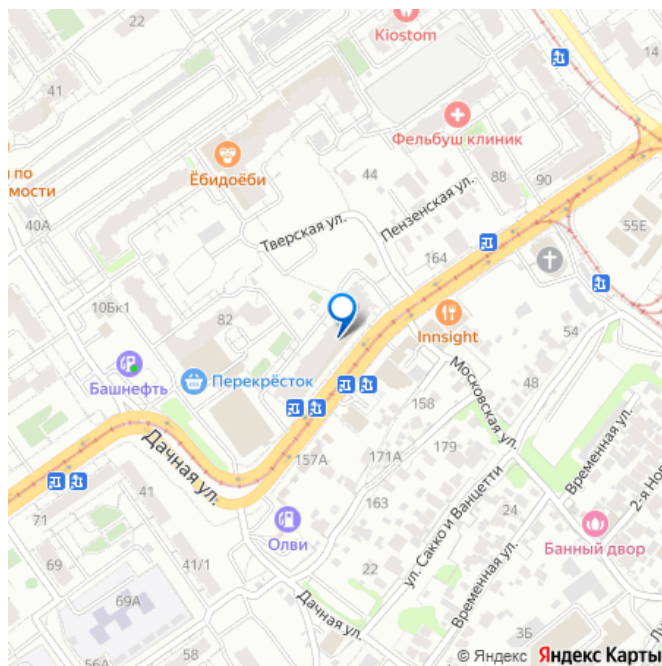 22
Kiostom
14
41
Фельбуш клиник
и по
имости
Ёбидоёби
44
88
90
Пензенская ул.
40А
Тверская ул.
55Е
164
10Бк1
82
Innsight
54
Башнефть
Перекрёсток
48
158
Московская ул.
Дачная ул.
157А
171А
179
Временная ул.
41
163
ул. Сакко и Ванцетти
24
2-я Но
71
Олви
Банный двор
69
41/1
22
Временная ул.
69А
Дачная ул.
3Б
56А
58
© Яндекс Яндекс Карты